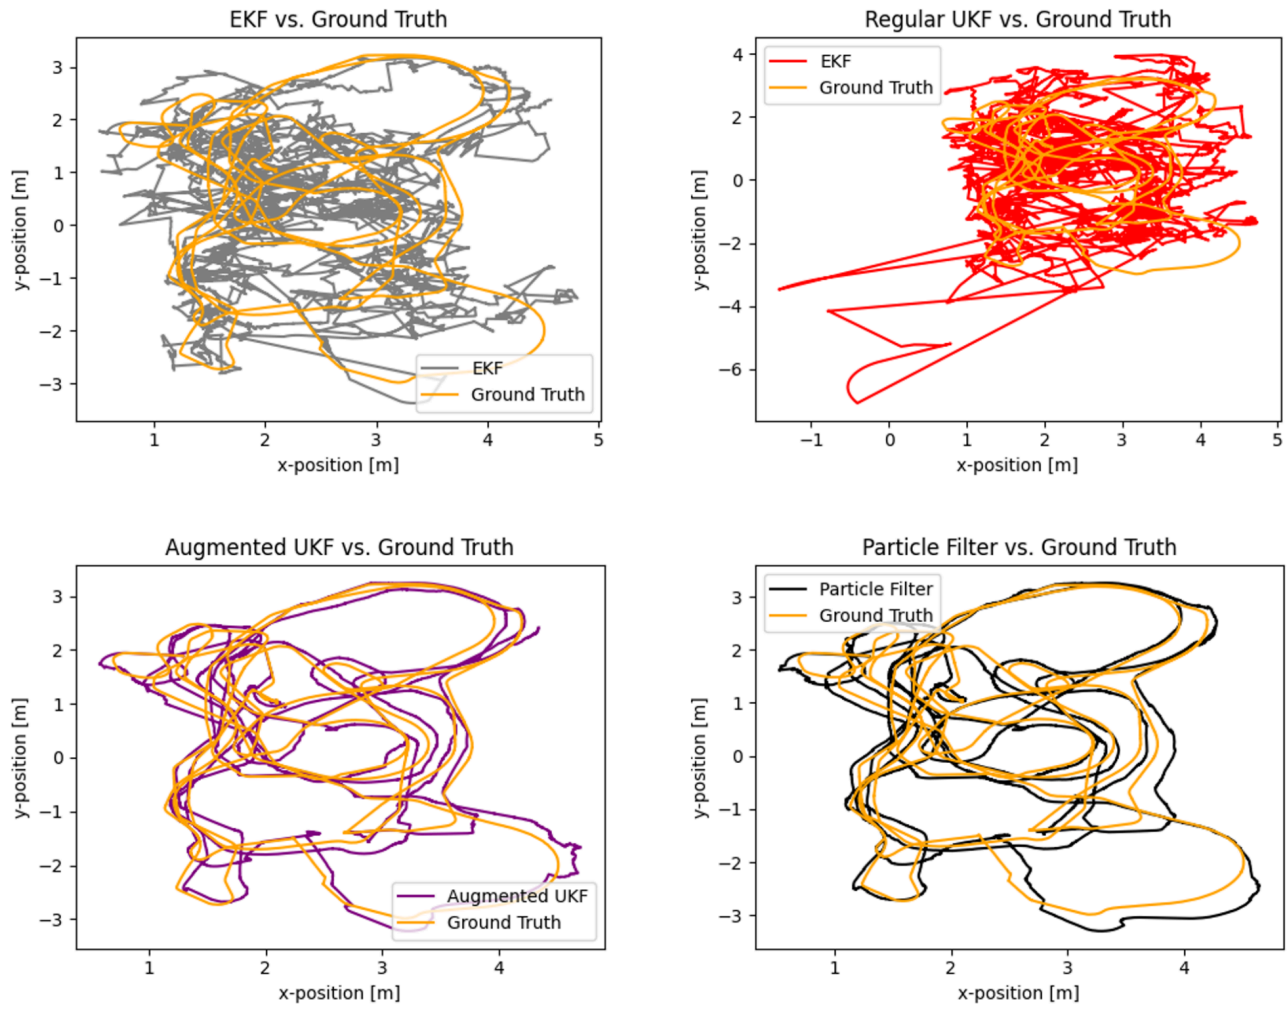 EKF vs. Ground Truth
y-position [m]
3
2
1
0
−1
−2
−3
EKF
Ground Truth
1
2
3
4
5
x-position [m]
Regular UKF vs. Ground Truth
y-position [m]
4
2
0
−2
−4
−6
EKF
Ground Truth
−1
0
1
2
3
4
5
x-position [m]
Augmented UKF vs. Ground Truth
y-position [m]
3
2
1
0
−1
−2
−3
Augmented UKF
Ground Truth
1
2
3
4
x-position [m]
Particle Filter vs. Ground Truth
y-position [m]
3
2
1
0
−1
−2
−3
Particle Filter
Ground Truth
1
2
3
4
x-position [m]